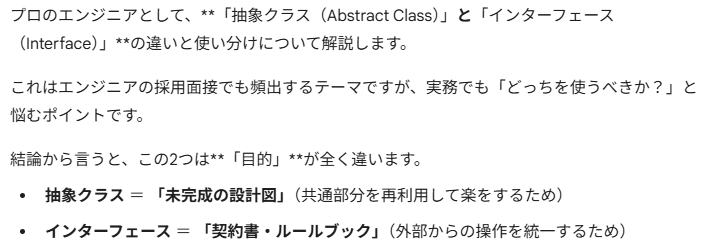 プロのエンジニアとして、**「抽象クラス（Abstract Class）」と「インターフェース
（Interface）」**の違いと使い分けについて解説します。
これはエンジニアの採用面接でも頻出するテーマですが、実務でも「どっちを使うべきか？」と
悩むポイントです。
結論から言うと、この2つは**「目的」**が全く違います。
• 抽象クラス ＝ 「未完成の設計図」（共通部分を再利用して楽をするため）
• インターフェース ＝ 「契約書・ルールブック」（外部からの操作を統一するため）